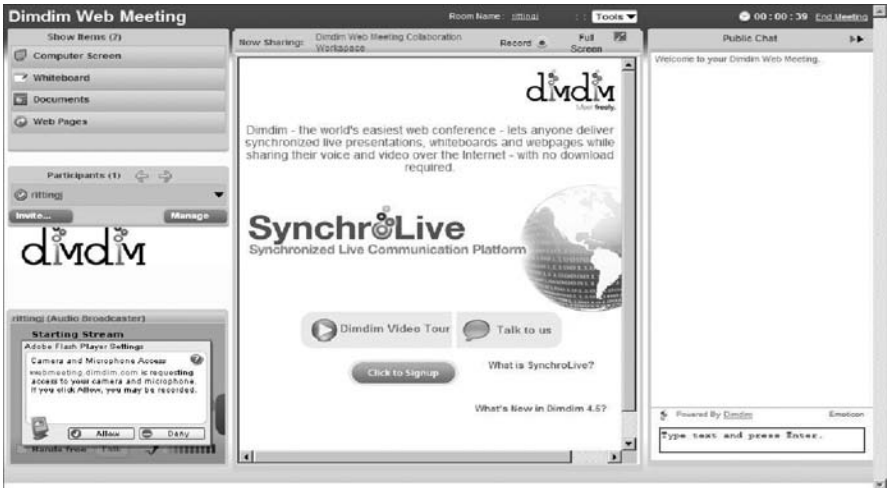 Dimdim Web Meeting
Room Name: rittingj : : Tools
00:00:39 End Meeting
Show Items (7)
Computer Screen
Whiteboard
Documents
Web Pages
Participants (1)
rittingj
Invite... Manage
dimdim
rittingj (Audio Broadcaster)
Starting Stream
Adobe Flash Player Settings
Camera and Microphone Access
webmeeting.dimdim.com is requesting
access to your camera and microphone.
If you click Allow, you may be recorded.
Allow Deny
Hands Free Talk
Now Sharing: Dimdim Web Meeting Collaboration
Workspace
Record Full
Screen
dimdim
Meet freely.
Dimdim - the world's easiest web conference - lets anyone deliver
synchronized live presentations, whiteboards and webpages while
sharing their voice and video over the Internet - with no download
required.
SynchroLive
Synchronized Live Communication Platform
Dimdim Video Tour Talk to us
Click to Signup What is SynchroLive?
What's New in Dimdim 4.5?
Public Chat
Welcome to your Dimdim Web Meeting.
Powered By Dimdim Emoticon
Type text and press Enter.